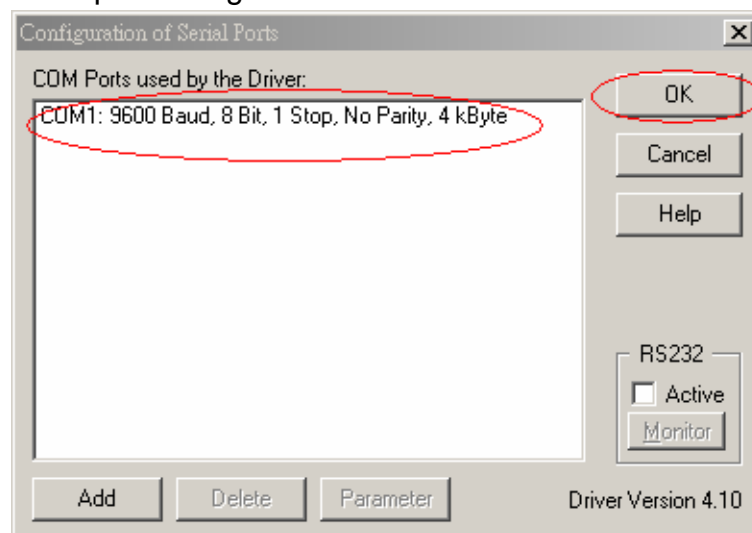 Configuration of Serial Ports
COM Ports used by the Driver:
COM1: 9600 Baud, 8 Bit, 1 Stop, No Parity, 4 kByte
OK
Cancel
Help
RS232
Active
Monitor
Add
Delete
Parameter
Driver Version 4.10